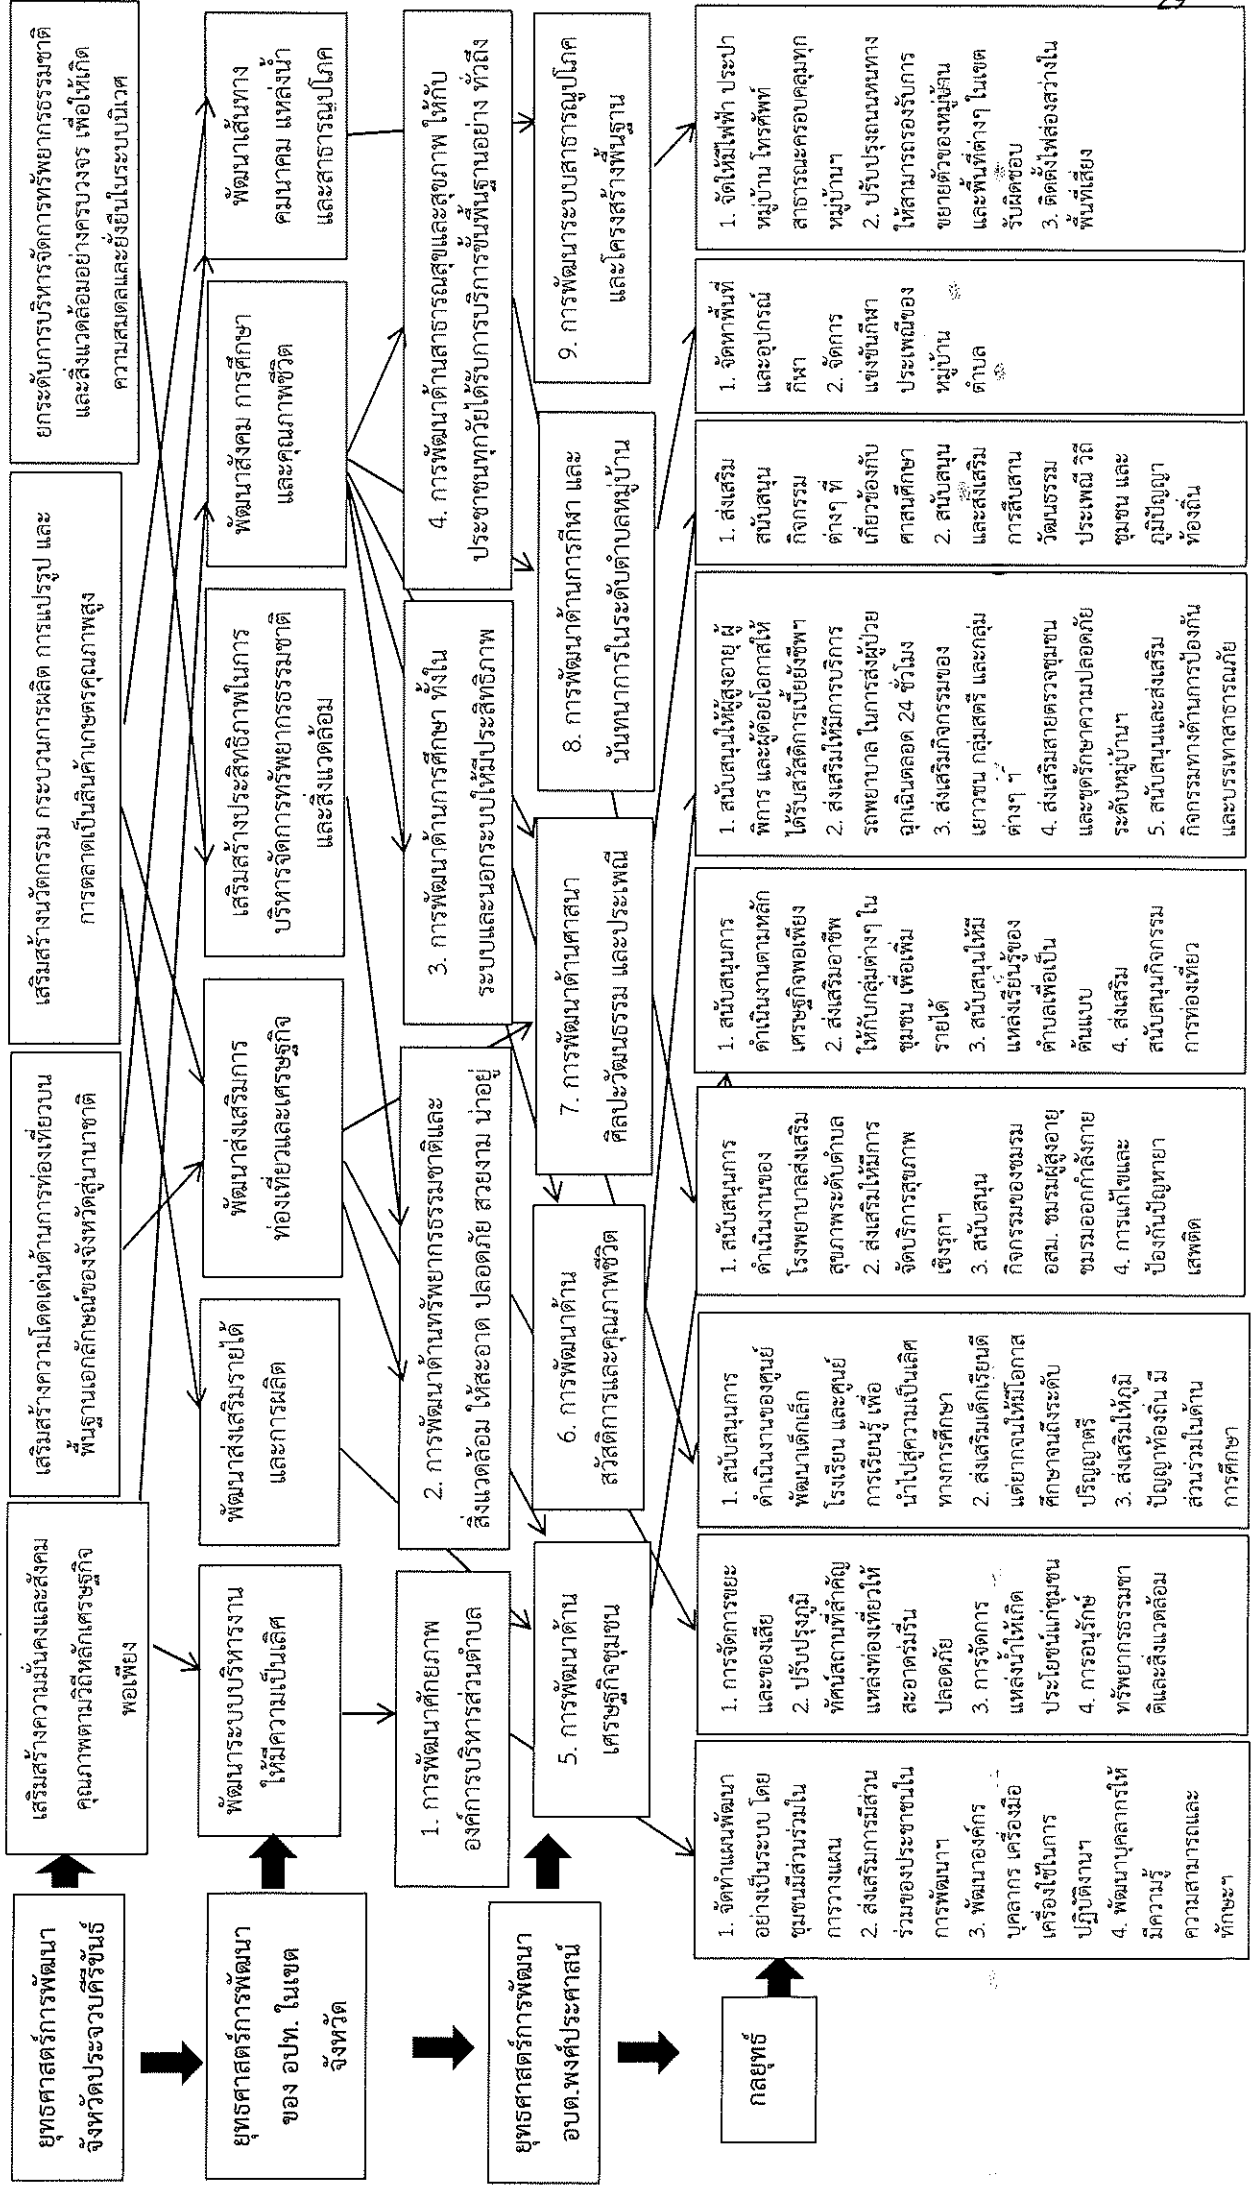 29
ยุทธศาสตร์การพัฒนา
จังหวัดประจวบคีรีขันธ์
เสริมสร้างความมั่นคงและสังคม
คุณภาพตามวิถีหลักเศรษฐกิจ
พอเพียง
เสริมสร้างความโดดเด่นด้านการท่องเที่ยวบน
พื้นฐานเอกลักษณ์ของจังหวัดสู่นานาชาติ
เสริมสร้างนวัตกรรม กระบวนการผลิต การแปรรูป และ
การตลาดเป็นสินค้าเกษตรคุณภาพสูง
ยกระดับการบริหารจัดการทรัพยากรธรรมชาติ
และสิ่งแวดล้อมอย่างครบวงจร เพื่อให้เกิด
ความสมดลและยั่งยืนในระบบนิเวศ
ยุทธศาสตร์การพัฒนา
ของ อปท. ในเขต
จังหวัด
พัฒนาระบบบริหารงาน
ให้มีความเป็นเลิศ
พัฒนาส่งเสริมรายได้
และการผลิต
พัฒนาส่งเสริมการ
ท่องเที่ยวและเศรษฐกิจ
เสริมสร้างประสิทธิภาพในการ
บริหารจัดการทรัพยากรธรรมชาติ
และสิ่งแวดล้อม
พัฒนาสังคม การศึกษา
และคุณภาพชีวิต
พัฒนาเส้นทาง
คมนาคม แหล่งน้ำ
และสาธารณูปโภค
1. การพัฒนาศักยภาพ
องค์การบริหารส่วนตำบล
2. การพัฒนาด้านทรัพยากรธรรมชาติและ
สิ่งแวดล้อม ให้สะอาด ปลอดภัย สวยงาม น่าอยู่
3. การพัฒนาด้านการศึกษา ทั้งใน
ระบบและนอกระบบให้มีประสิทธิภาพ
4. การพัฒนาด้านสาธารณสุขและสุขภาพ ให้กับ
ประชาชนทุกวัยได้รับการบริการขั้นพื้นฐานอย่าง ทั่วถึง
ยุทธศาสตร์การพัฒนา
อบต.พงศ์ประศาสน์
5. การพัฒนาด้าน
เศรษฐกิจชุมชน
6. การพัฒนาด้าน
สวัสดิการและคุณภาพชีวิต
7. การพัฒนาด้านศาสนา
ศิลปะวัฒนธรรม และประเพณี
8. การพัฒนาด้านการกีฬา และ
นันทนาการในระดับตำบลหมู่บ้าน
9. การพัฒนาระบบสาธารณูปโภค
และโครงสร้างพื้นฐาน
กลยุทธ์
1. จัดทำแผนพัฒนา
อย่างเป็นระบบ โดย
ชุมชนมีส่วนร่วมใน
การวางแผน
2. ส่งเสริมการมีส่วน
ร่วมของประชาชนใน
การพัฒนาฯ
3. พัฒนาองค์กร
บุคลากร เครื่องมือ
เครื่องใช้ในการ
ปฏิบัติงานฯ
4. พัฒนาบุคลากรให้
มีความรู้
ความสามารถและ
ทักษะฯ
1. การจัดการขยะ
และของเสีย
2. ปรับปรุงภูมิ
ทัศน์สถานที่สำคัญ
แหล่งท่องเที่ยวให้
สะอาดร่มรื่น
ปลอดภัย
3. การจัดการ
แหล่งน้ำให้เกิด
ประโยชน์แก่ชุมชน
4. การอนุรักษ์
ทรัพยากรธรรมชา
ติและสิ่งแวดล้อม
1. สนับสนุนการ
ดำเนินงานของศูนย์
พัฒนาเด็กเล็ก
โรงเรียน และศูนย์
การเรียนรู้ เพื่อ
นำไปสู่ความเป็นเลิศ
ทางการศึกษา
2. ส่งเสริมเด็กเรียนดี
แต่ยากจนให้มีโอกาส
ศึกษาจนถึงระดับ
ปริญญาตรี
3. ส่งเสริมให้ภูมิ
ปัญญาท้องถิ่น มี
ส่วนร่วมในด้าน
การศึกษา
1. สนับสนุนการ
ดำเนินงานของ
โรงพยาบาลส่งเสริม
สุขภาพระดับตำบล
2. ส่งเสริมให้มีการ
จัดบริการสุขภาพ
เชิงรุกฯ
3. สนับสนุน
กิจกรรมของชมรม
อสม. ชมรมผู้สูงอายุ
ชมรมออกกำลังกาย
4. การแก้ไขและ
ป้องกันปัญหายา
เสพติด
1. สนับสนุนการ
ดำเนินงานตามหลัก
เศรษฐกิจพอเพียง
2. ส่งเสริมอาชีพ
ให้กับกลุ่มต่างๆ ใน
ชุมชน เพื่อเพิ่ม
รายได้
3. สนับสนุนให้มี
แหล่งเรียนรู้ของ
ตำบลเพื่อเป็น
ต้นแบบ
4. ส่งเสริม
สนับสนุนกิจกรรม
การท่องเที่ยว
1. สนับสนุนให้ผู้สูงอายุ ผู้
พิการ และผู้ด้อยโอกาสให้
ได้รับสวัสดิการเบี้ยยังชีพฯ
2. ส่งเสริมให้มีการบริการ
รถพยาบาล ในการส่งผู้ป่วย
ฉุกเฉินตลอด 24 ชั่วโมง
3. ส่งเสริมกิจกรรมของ
เยาวชน กลุ่มสตรี และกลุ่ม
ต่างๆ ฯ
4. ส่งเสริมสายตรวจชุมชน
และชุดรักษาความปลอดภัย
ระดับหมู่บ้านฯ
5. สนับสนุนและส่งเสริม
กิจกรรมทางด้านการป้องกัน
และบรรเทาสาธารณภัย
1. ส่งเสริม
สนับสนุน
กิจกรรม
ต่างๆ ที่
เกี่ยวข้องกับ
ศาสนศึกษา
2. สนับสนุน
และส่งเสริม
การสืบสาน
วัฒนธรรม
ประเพณี วิถี
ชุมชน และ
ภูมิปัญญา
ท้องถิ่น
1. จัดหาพื้นที่
และอุปกรณ์
กีฬา
2. จัดการ
แข่งขันกีฬา
ประเพณีของ
หมู่บ้าน
ตำบล
1. จัดให้มีไฟฟ้า ประปา
หมู่บ้าน โทรศัพท์
สาธารณะครอบคลุมทุก
หมู่บ้านฯ
2. ปรับปรุงถนนหนทาง
ให้สามารถรองรับการ
ขยายตัวของหมู่บ้าน
และพื้นที่ต่างๆ ในเขต
รับผิดชอบ
3. ติดตั้งไฟส่องสว่างใน
พื้นที่เสี่ยง